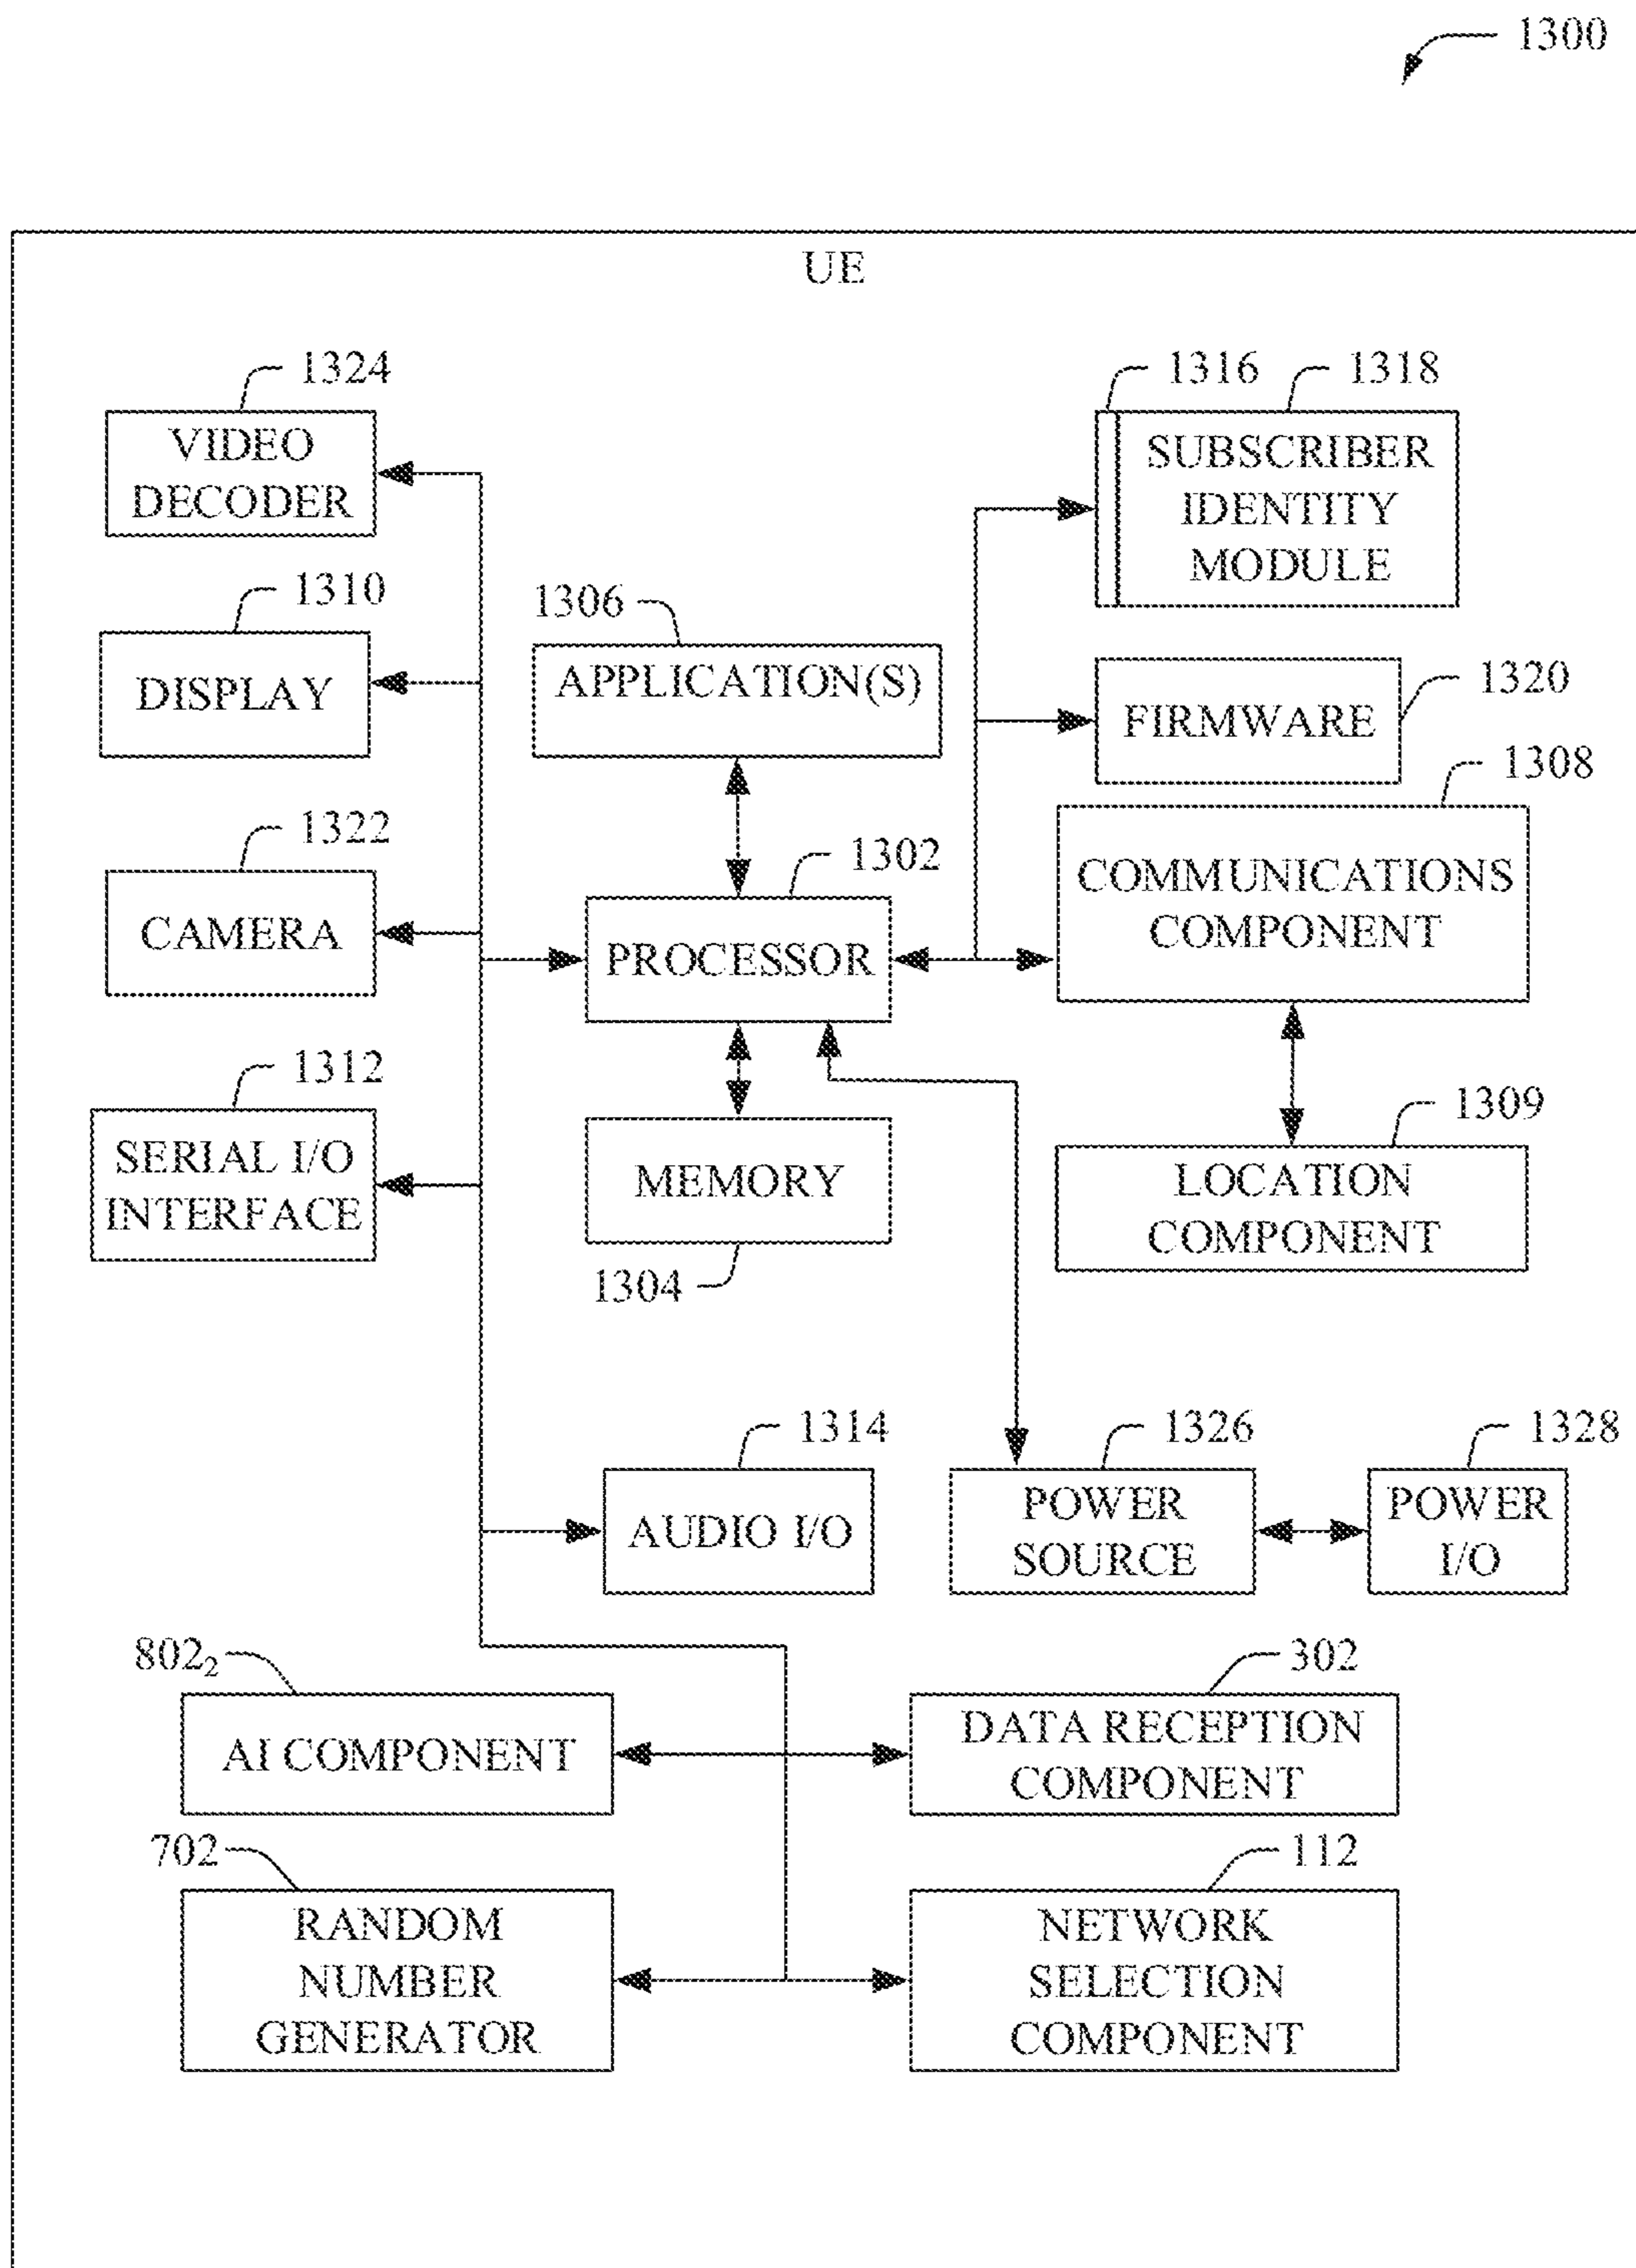 1300
UE
1324
VIDEO
DECODER
1316
1318
SUBSCRIBER
IDENTITY
MODULE
1310
DISPLAY
1306
APPLICATION(S)
1320
FIRMWARE
1308
COMMUNICATIONS
COMPONENT
1322
CAMERA
1302
PROCESSOR
1312
SERIAL I/O
INTERFACE
MEMORY
1304
1309
LOCATION
COMPONENT
1314
AUDIO I/O
1326
POWER
SOURCE
1328
POWER
I/O
802₂
AI COMPONENT
302
DATA RECEPTION
COMPONENT
702
RANDOM
NUMBER
GENERATOR
112
NETWORK
SELECTION
COMPONENT